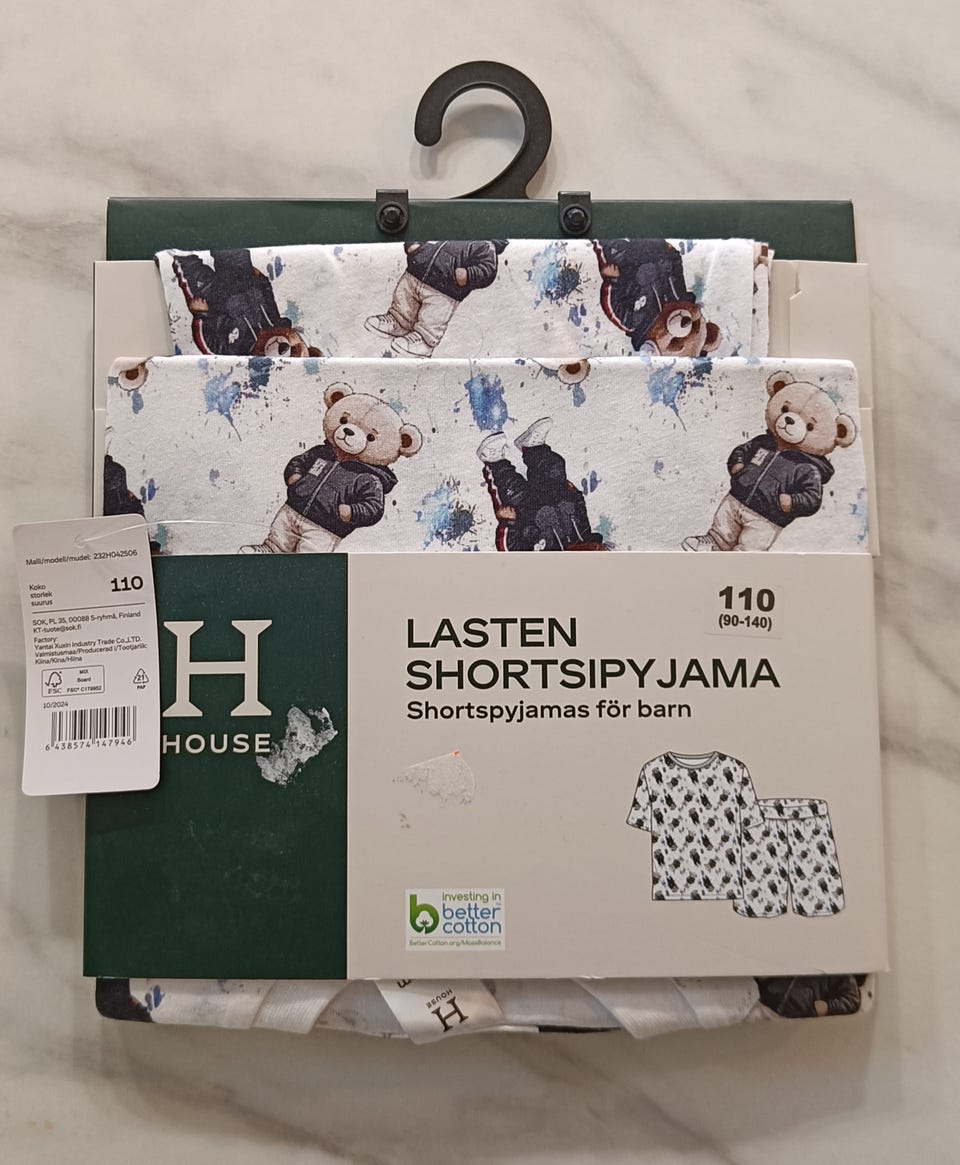 Malli/modell/mudel: 232H042506
Koko
storlek
suurus
110
SOK, PL 35, 00088 S-ryhmä, Finland
KT-tuote@sok.fi
Factory:
Yantai Xuxin Industry Trade Co.,LTD.
Valmistusmaa/Producerad i/Tootjariik:
Kiina/Kina/Hiina
FSC
MIX
Board
FSC® C179952
21
PAP
10/2024
6 438574 147946
H
HOUSE
110
(90-140)
LASTEN
SHORTSIPYJAMA
Shortspyjamas för barn
investing in
better
cotton
BetterCotton.org/MassBalance
H
HOUSE